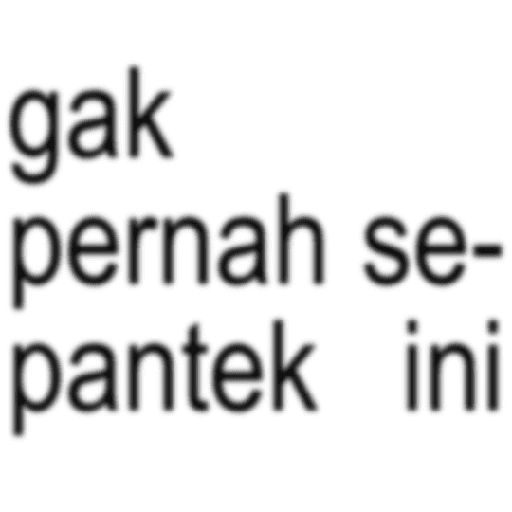 gak
pernah se-
pantek ini